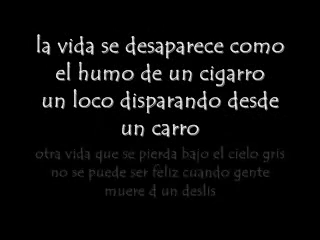 la vida se desaparece como
el humo de un cigarro
un loco disparando desde
un carro
otra vida que se pierda bajo el cielo gris
no se puede ser feliz cuando gente
muere d un deslis